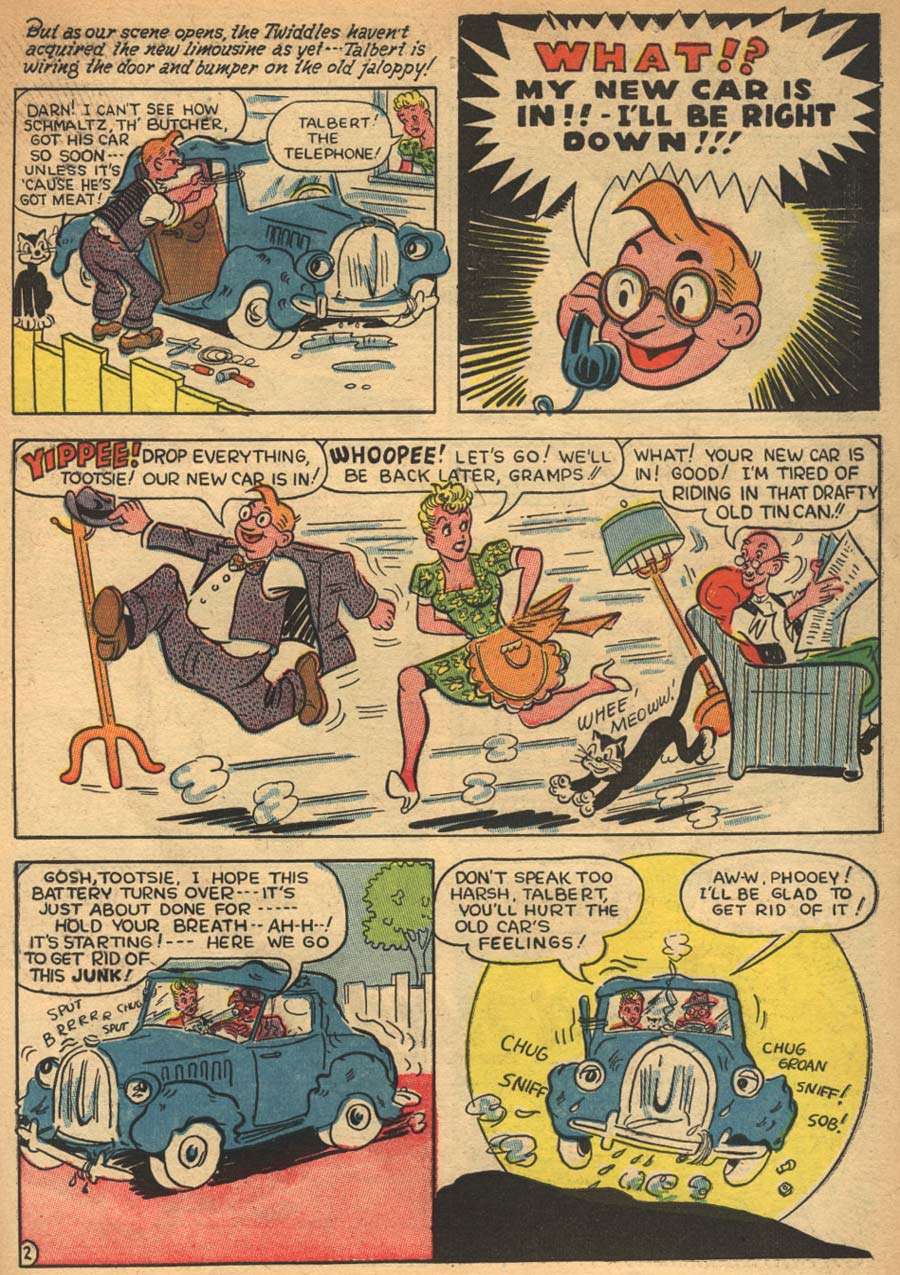 But as our scene opens, the Twiddles haven't
acquired the new limousine as yet--- Talbert is
wiring the door and bumper on the old jaloppy!
DARN! I CAN'T SEE HOW
SCHMALTZ, TH' BUTCHER,
GOT HIS CAR
SO SOON---
UNLESS IT'S
'CAUSE HE'S
GOT MEAT!
TALBERT!
THE
TELEPHONE!
WHAT!?
MY NEW CAR IS
IN!! - I'LL BE RIGHT
DOWN!!!
YIPPEE! DROP EVERYTHING,
TOOTSIE! OUR NEW CAR IS IN!
WHOOPEE! LET'S GO! WE'LL
BE BACK LATER, GRAMPS!!
WHAT! YOUR NEW CAR IS
IN! GOOD! I'M TIRED OF
RIDING IN THAT DRAFTY
OLD TIN CAN!!
WHEE!
MEOWW!
GOSH, TOOTSIE, I HOPE THIS
BATTERY TURNS OVER--- IT'S
JUST ABOUT DONE FOR -----
HOLD YOUR BREATH-- AH-H--!
IT'S STARTING!---- HERE WE GO
TO GET RID OF
THIS JUNK!
SPUT
BRRRRR CHUG
SPUT
DON'T SPEAK TOO
HARSH, TALBERT,
YOU'LL HURT THE
OLD CAR'S
FEELINGS!
AW-W, PHOOEY!
I'LL BE GLAD TO
GET RID OF IT!
CHUG
SNIFF
CHUG
GROAN
SNIFF!
SOB!
2